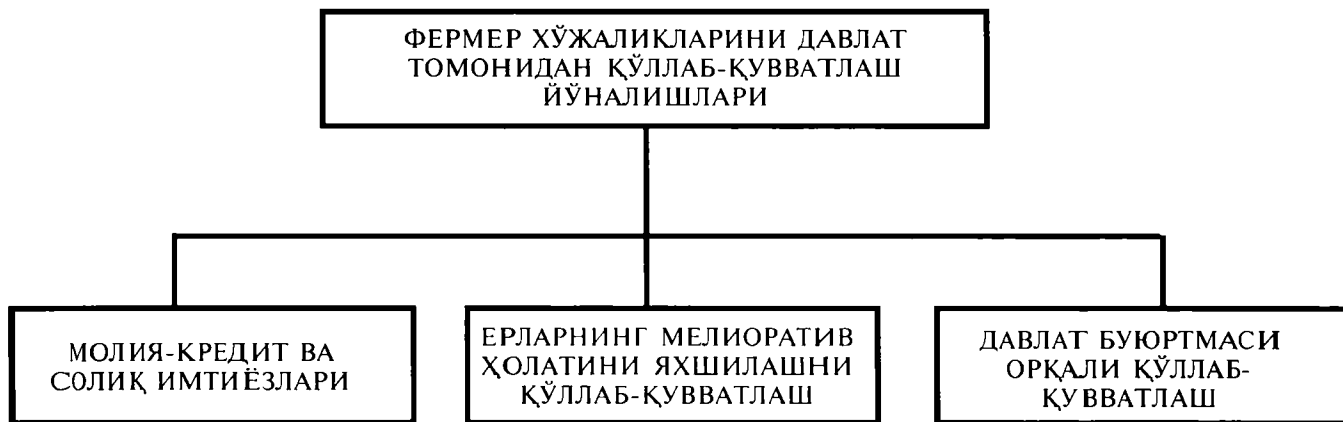 ФЕРМЕР ХЎЖАЛИКЛАРИНИ ДАВЛАТ
ТОМОНИДАН ҚЎЛЛАБ-ҚУВВАТЛАШ
ЙЎНАЛИШЛАРИ
МОЛИЯ-КРЕДИТ ВА
СОЛИҚ ИМТИЁЗЛАРИ
ЕРЛАРНИНГ МЕЛИОРАТИВ
ҲОЛАТИНИ ЯХШИЛАШНИ
ҚЎЛЛАБ-ҚУВВАТЛАШ
ДАВЛАТ БУЮРТМАСИ
ОРҚАЛИ ҚЎЛЛАБ-
ҚУВВАТЛАШ